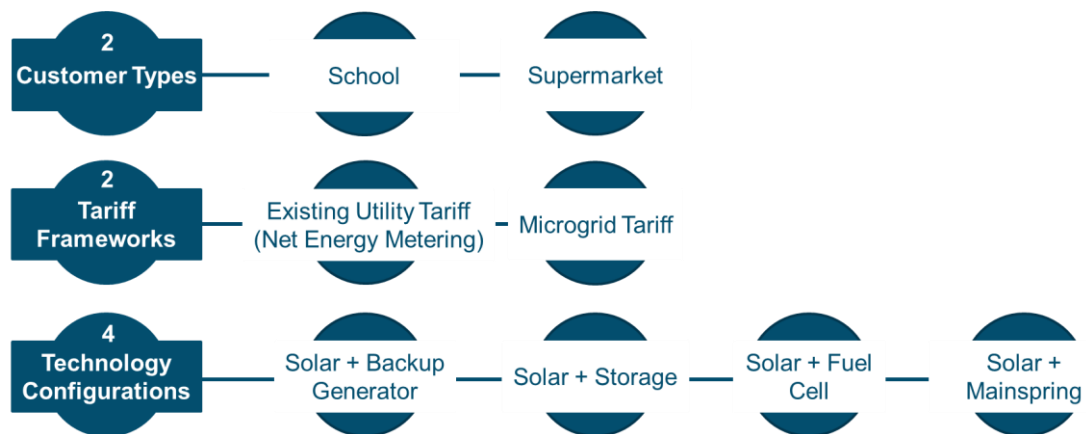 2
Customer Types
School
Supermarket
2
Tariff
Frameworks
Existing Utility Tariff
(Net Energy Metering)
Microgrid Tariff
4
Technology
Configurations
Solar + Backup
Generator
Solar + Storage
Solar + Fuel
Cell
Solar +
Mainspring